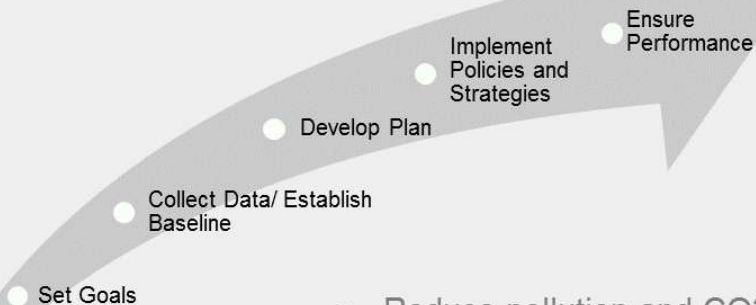 Ensure
Performance
Implement
Policies and
Strategies
Develop Plan
Collect Data/ Establish
Baseline
Set Goals